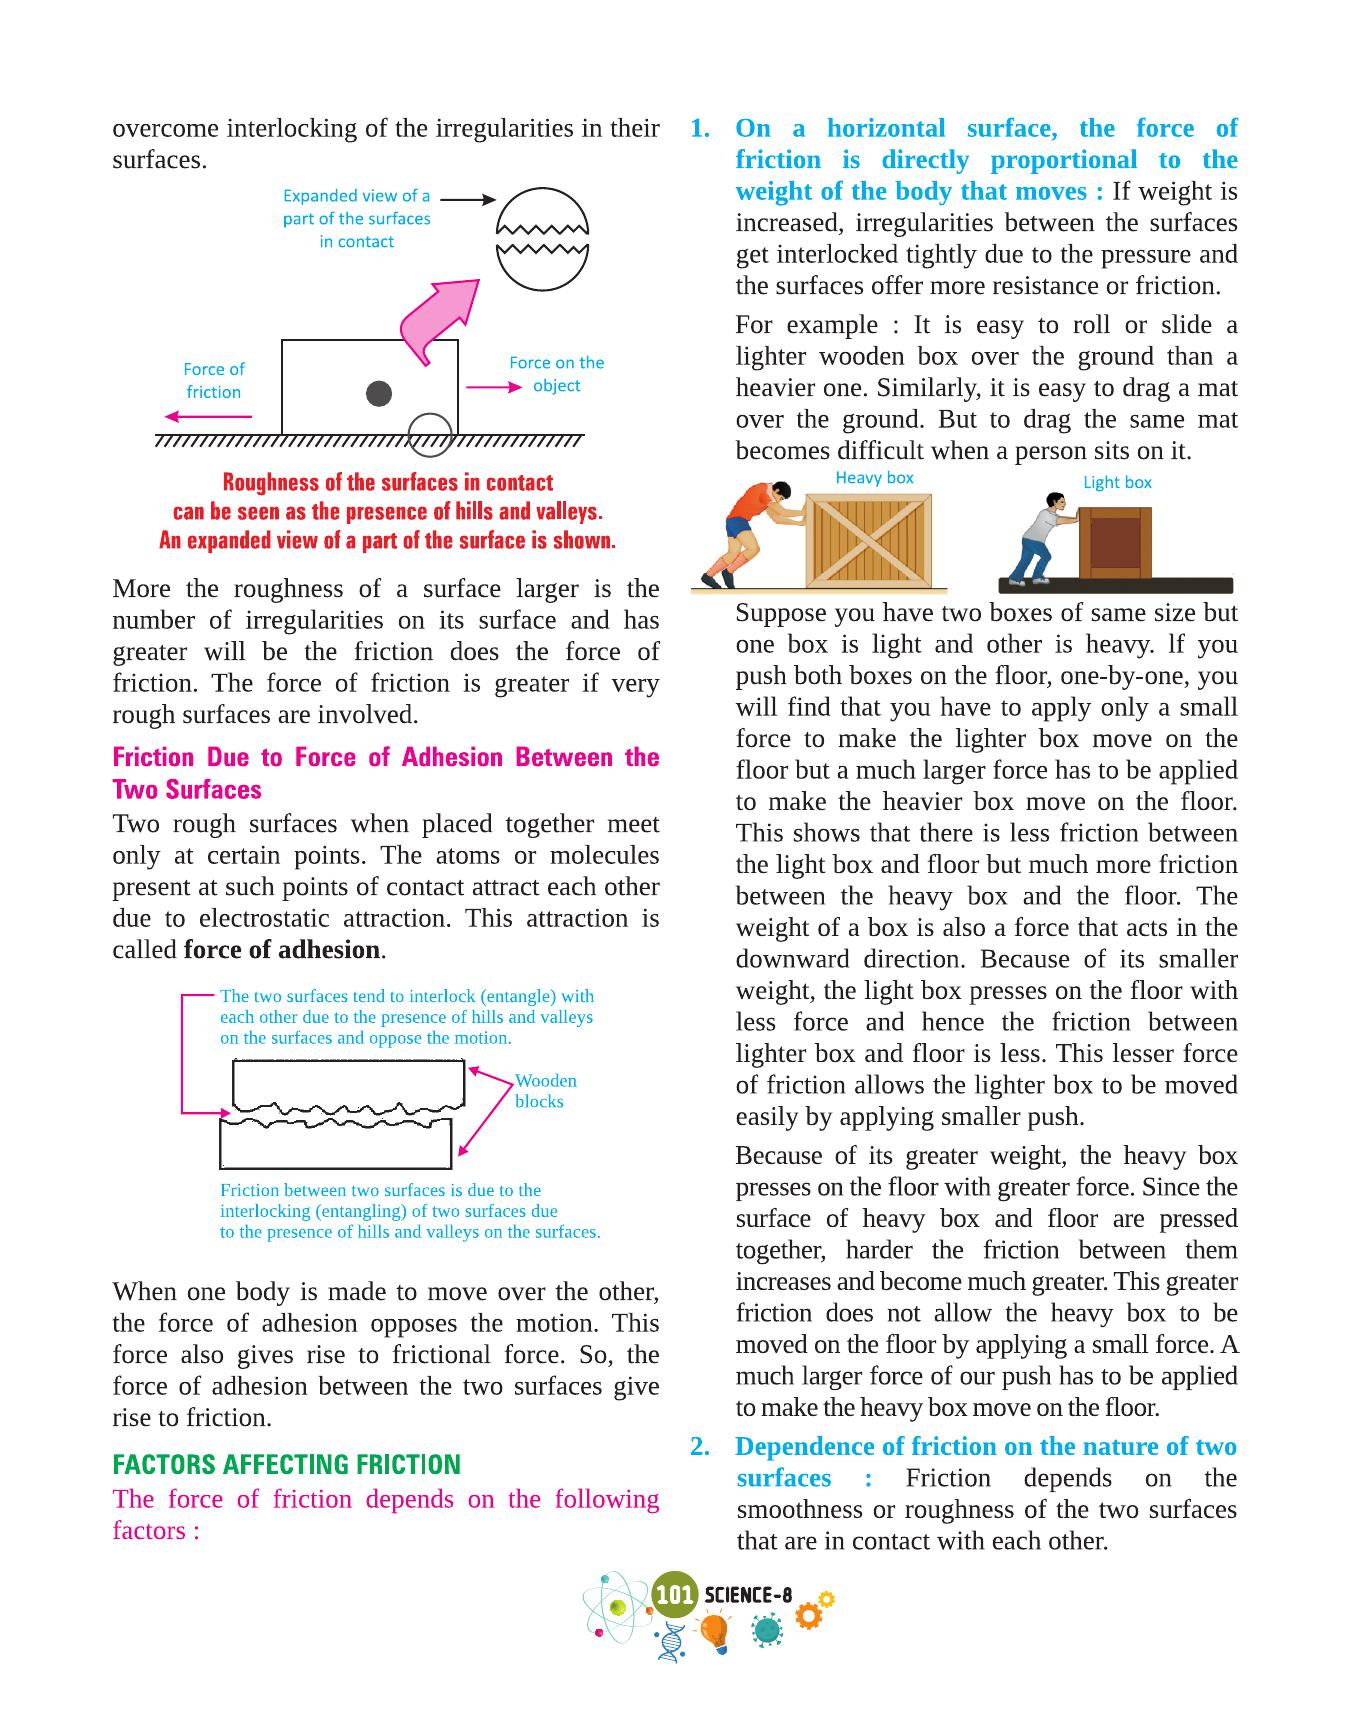 overcome interlocking of the irregularities in their
surfaces.
Expanded view of a
part of the surfaces
in contact
Force of
friction
Force on the
object
Roughness of the surfaces in contact
can be seen as the presence of hills and valleys.
An expanded view of a part of the surface is shown.
More the roughness of a surface larger is the
number of irregularities on its surface and has
greater will be the friction does the force of
friction. The force of friction is greater if very
rough surfaces are involved.
Friction Due to Force of Adhesion Between the
Two Surfaces
Two rough surfaces when placed together meet
only at certain points. The atoms or molecules
present at such points of contact attract each other
due to electrostatic attraction. This attraction is
called force of adhesion.
The two surfaces tend to interlock (entangle) with
each other due to the presence of hills and valleys
on the surfaces and oppose the motion.
Wooden
blocks
Friction between two surfaces is due to the
interlocking (entangling) of two surfaces due
to the presence of hills and valleys on the surfaces.
When one body is made to move over the other,
the force of adhesion opposes the motion. This
force also gives rise to frictional force. So, the
force of adhesion between the two surfaces give
rise to friction.
FACTORS AFFECTING FRICTION
The force of friction depends on the following
factors :
1. On a horizontal surface, the force of
friction is directly proportional to the
weight of the body that moves : If weight is
increased, irregularities between the surfaces
get interlocked tightly due to the pressure and
the surfaces offer more resistance or friction.
For example : It is easy to roll or slide a
lighter wooden box over the ground than a
heavier one. Similarly, it is easy to drag a mat
over the ground. But to drag the same mat
becomes difficult when a person sits on it.
Heavy box
Light box
Suppose you have two boxes of same size but
one box is light and other is heavy. lf you
push both boxes on the floor, one-by-one, you
will find that you have to apply only a small
force to make the lighter box move on the
floor but a much larger force has to be applied
to make the heavier box move on the floor.
This shows that there is less friction between
the light box and floor but much more friction
between the heavy box and the floor. The
weight of a box is also a force that acts in the
downward direction. Because of its smaller
weight, the light box presses on the floor with
less force and hence the friction between
lighter box and floor is less. This lesser force
of friction allows the lighter box to be moved
easily by applying smaller push.
Because of its greater weight, the heavy box
presses on the floor with greater force. Since the
surface of heavy box and floor are pressed
together, harder the friction between them
increases and become much greater. This greater
friction does not allow the heavy box to be
moved on the floor by applying a small force. A
much larger force of our push has to be applied
to make the heavy box move on the floor.
2. Dependence of friction on the nature of two
surfaces : Friction depends on the
smoothness or roughness of the two surfaces
that are in contact with each other.
101 SCIENCE-8